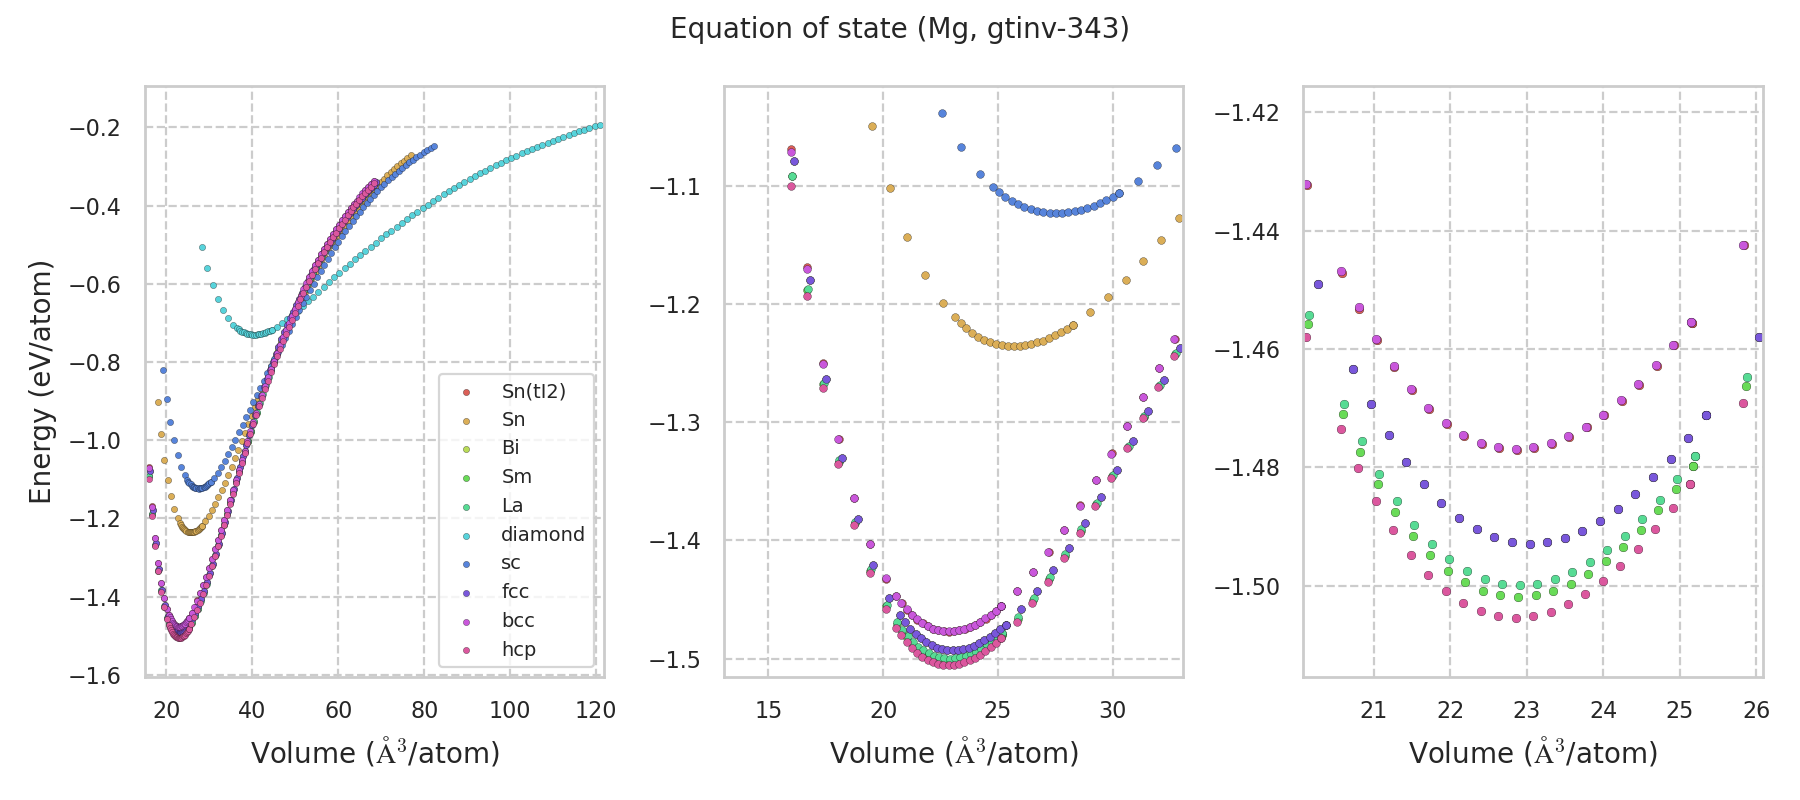 Equation of state (Mg, gtinv-343)
Energy (eV/atom)
−0.2
−0.4
−0.6
−0.8
−1.0
−1.2
−1.4
−1.6
20 40 60 80 100 120
Volume (Å³/atom)
Sn(tI2)
Sn
Bi
Sm
La
diamond
sc
fcc
bcc
hcp
−1.1
−1.2
−1.3
−1.4
−1.5
15 20 25 30
Volume (Å³/atom)
−1.42
−1.44
−1.46
−1.48
−1.50
21 22 23 24 25 26
Volume (Å³/atom)